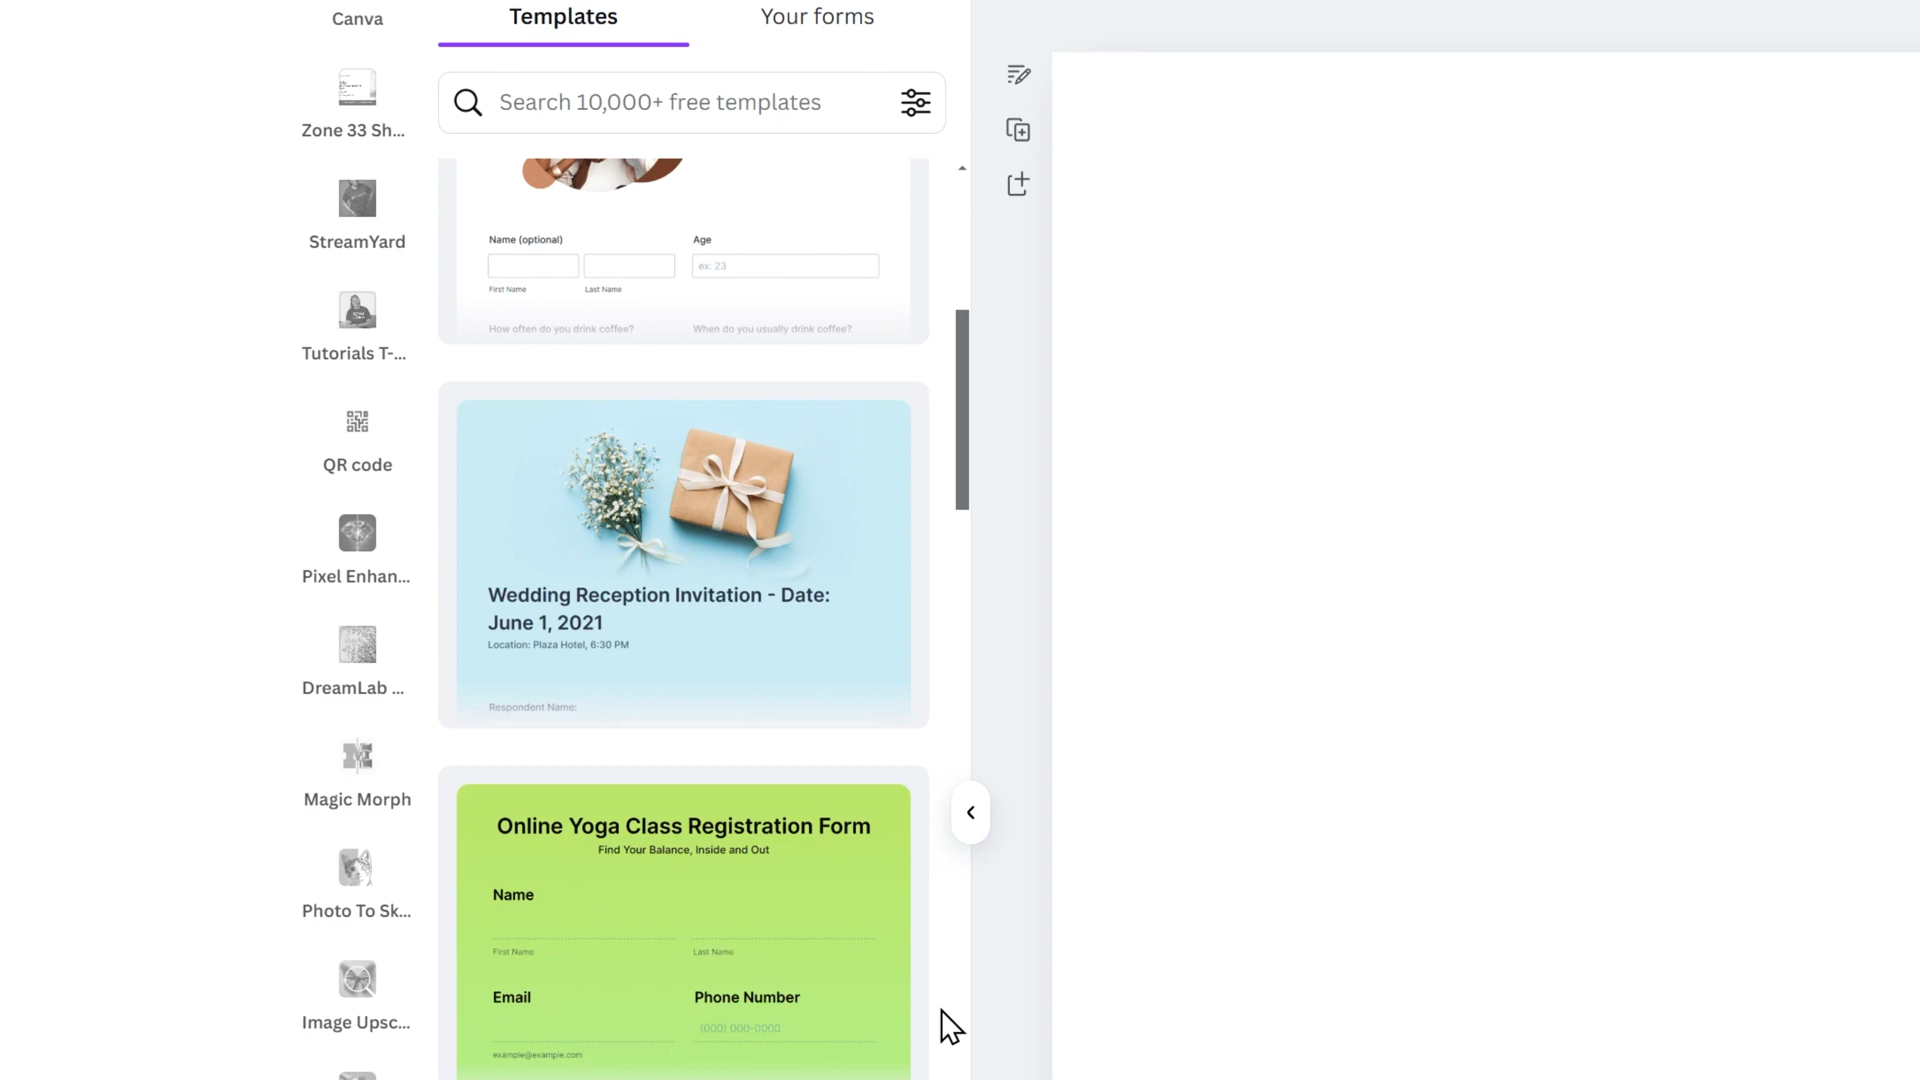 Canva
Templates
Your forms
Search 10,000+ free templates
Zone 33 Sh...
StreamYard
Tutorials T-...
QR code
Pixel Enhan...
DreamLab ...
Magic Morph
Photo To Sk...
Image Upsc...
Name (optional)
Age
ex: 23
First Name
Last Name
How often do you drink coffee?
When do you usually drink coffee?
Wedding Reception Invitation - Date:
June 1, 2021
Location: Plaza Hotel, 6:30 PM
Respondent Name:
Online Yoga Class Registration Form
Find Your Balance, Inside and Out
Name
First Name
Last Name
Email
Phone Number
(000) 000-0000
example@example.com